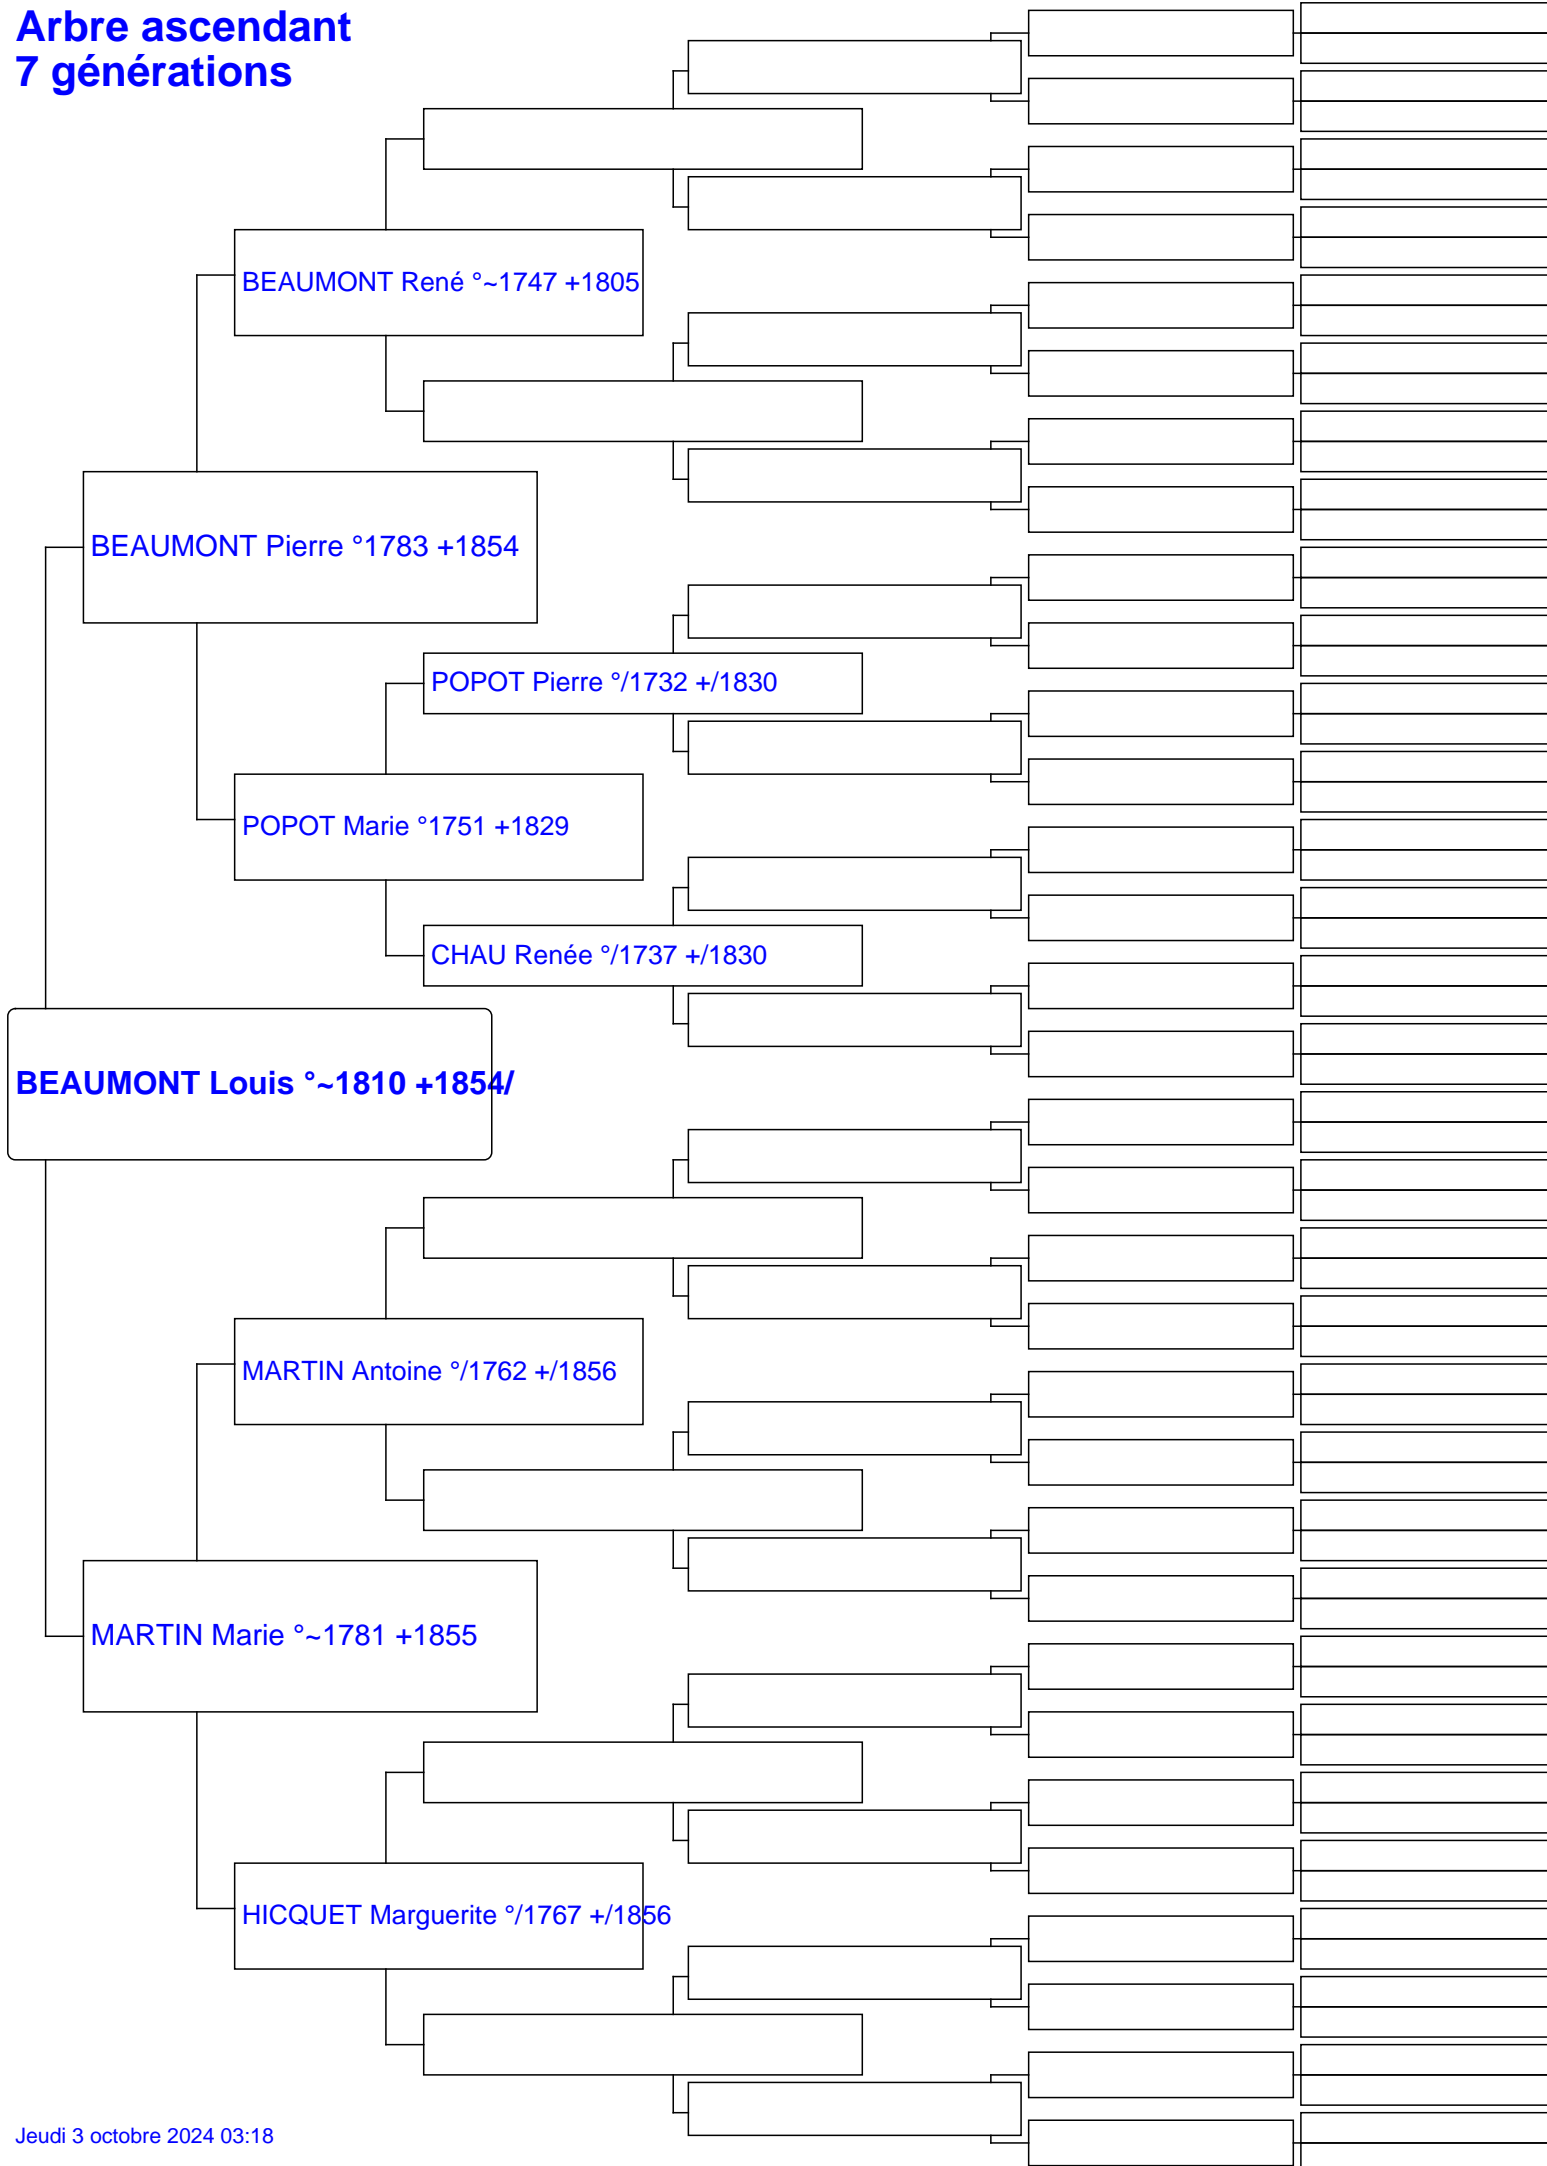 Arbre ascendant
7 générations
BEAUMONT René °~1747 +1805
BEAUMONT Pierre °1783 +1854
POPOT Pierre °/1732 +/1830
POPOT Marie °1751 +1829
CHAU Renée °/1737 +/1830
BEAUMONT Louis °~1810 +1854/
MARTIN Antoine °/1762 +/1856
MARTIN Marie °~1781 +1855
HICQUET Marguerite °/1767 +/1856
Jeudi 3 octobre 2024 03:18